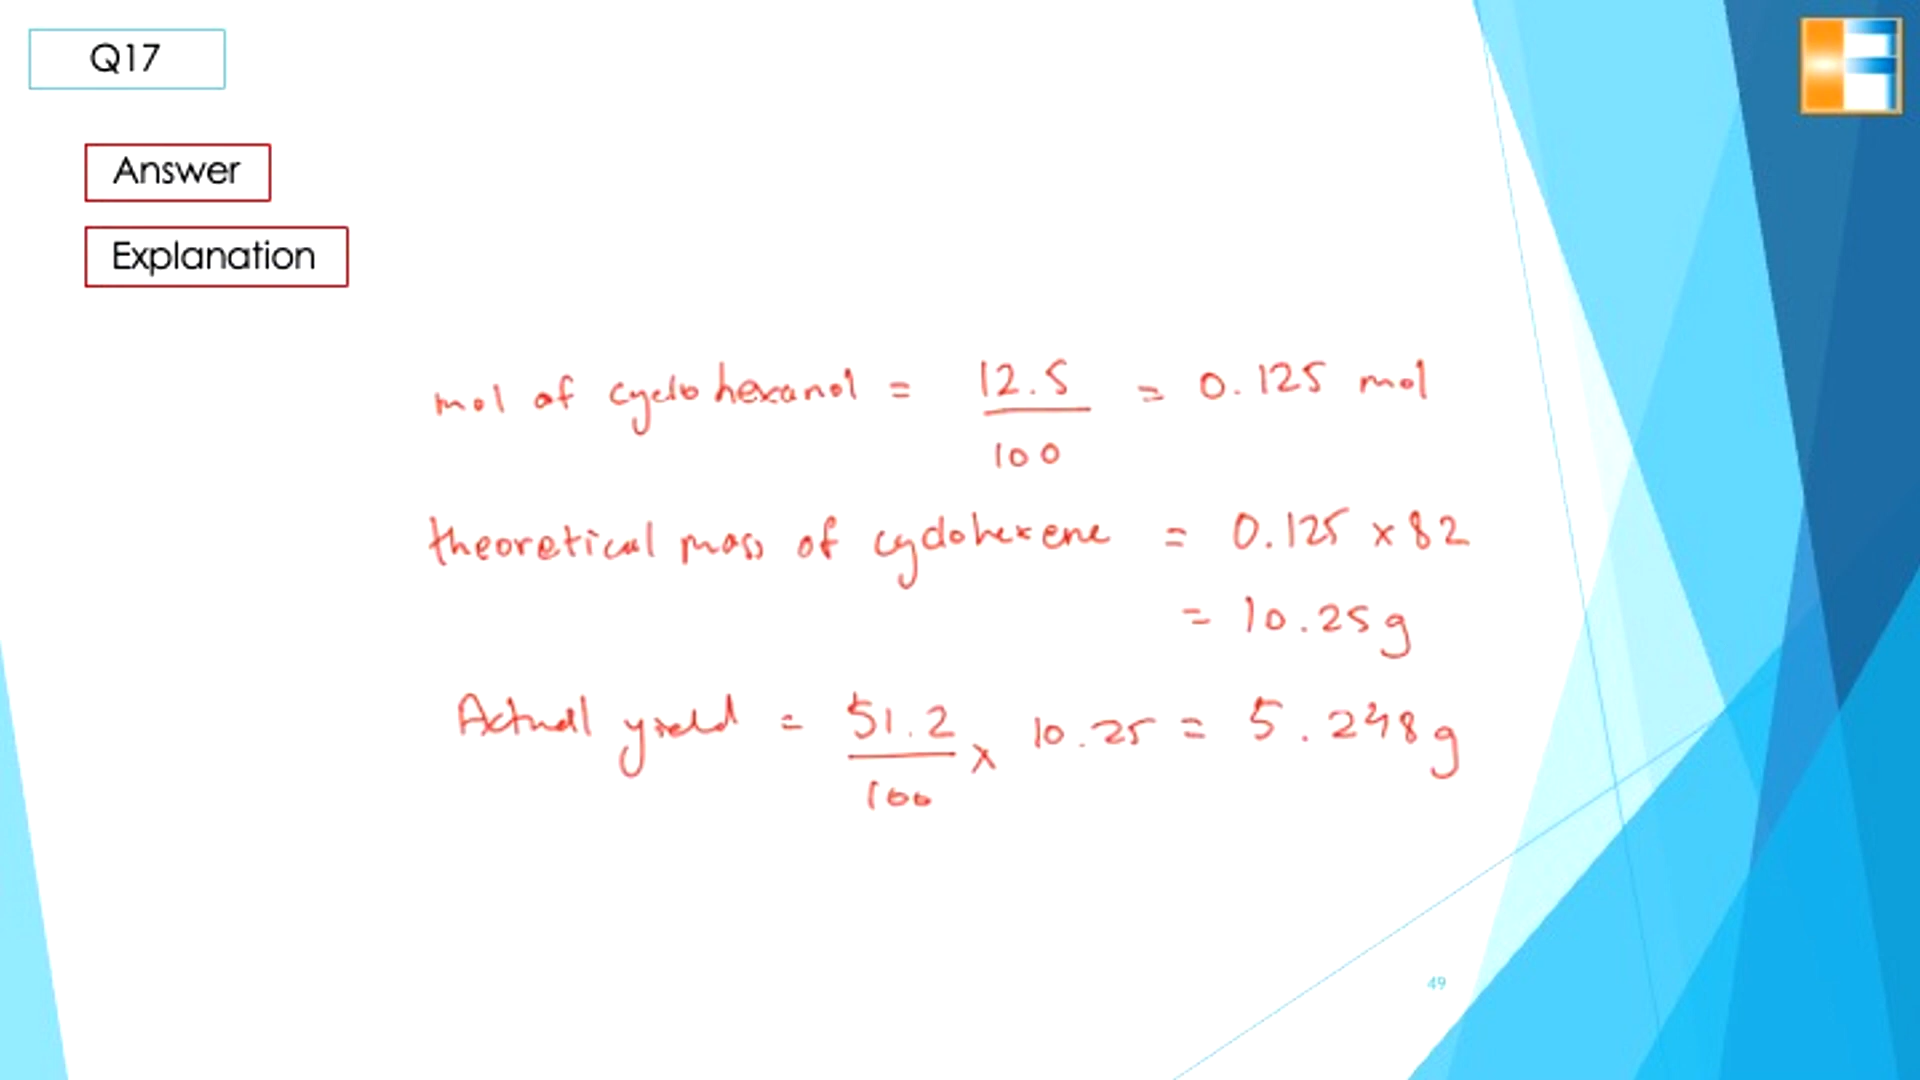 Q17
Answer
Explanation
mol of cyclohexanol = 12.5 / 100 = 0.125 mol
theoretical mass of cyclohexene = 0.125 x 82
= 10.25g
Actual yield = 51.2 / 100 x 10.25 = 5.248g
49